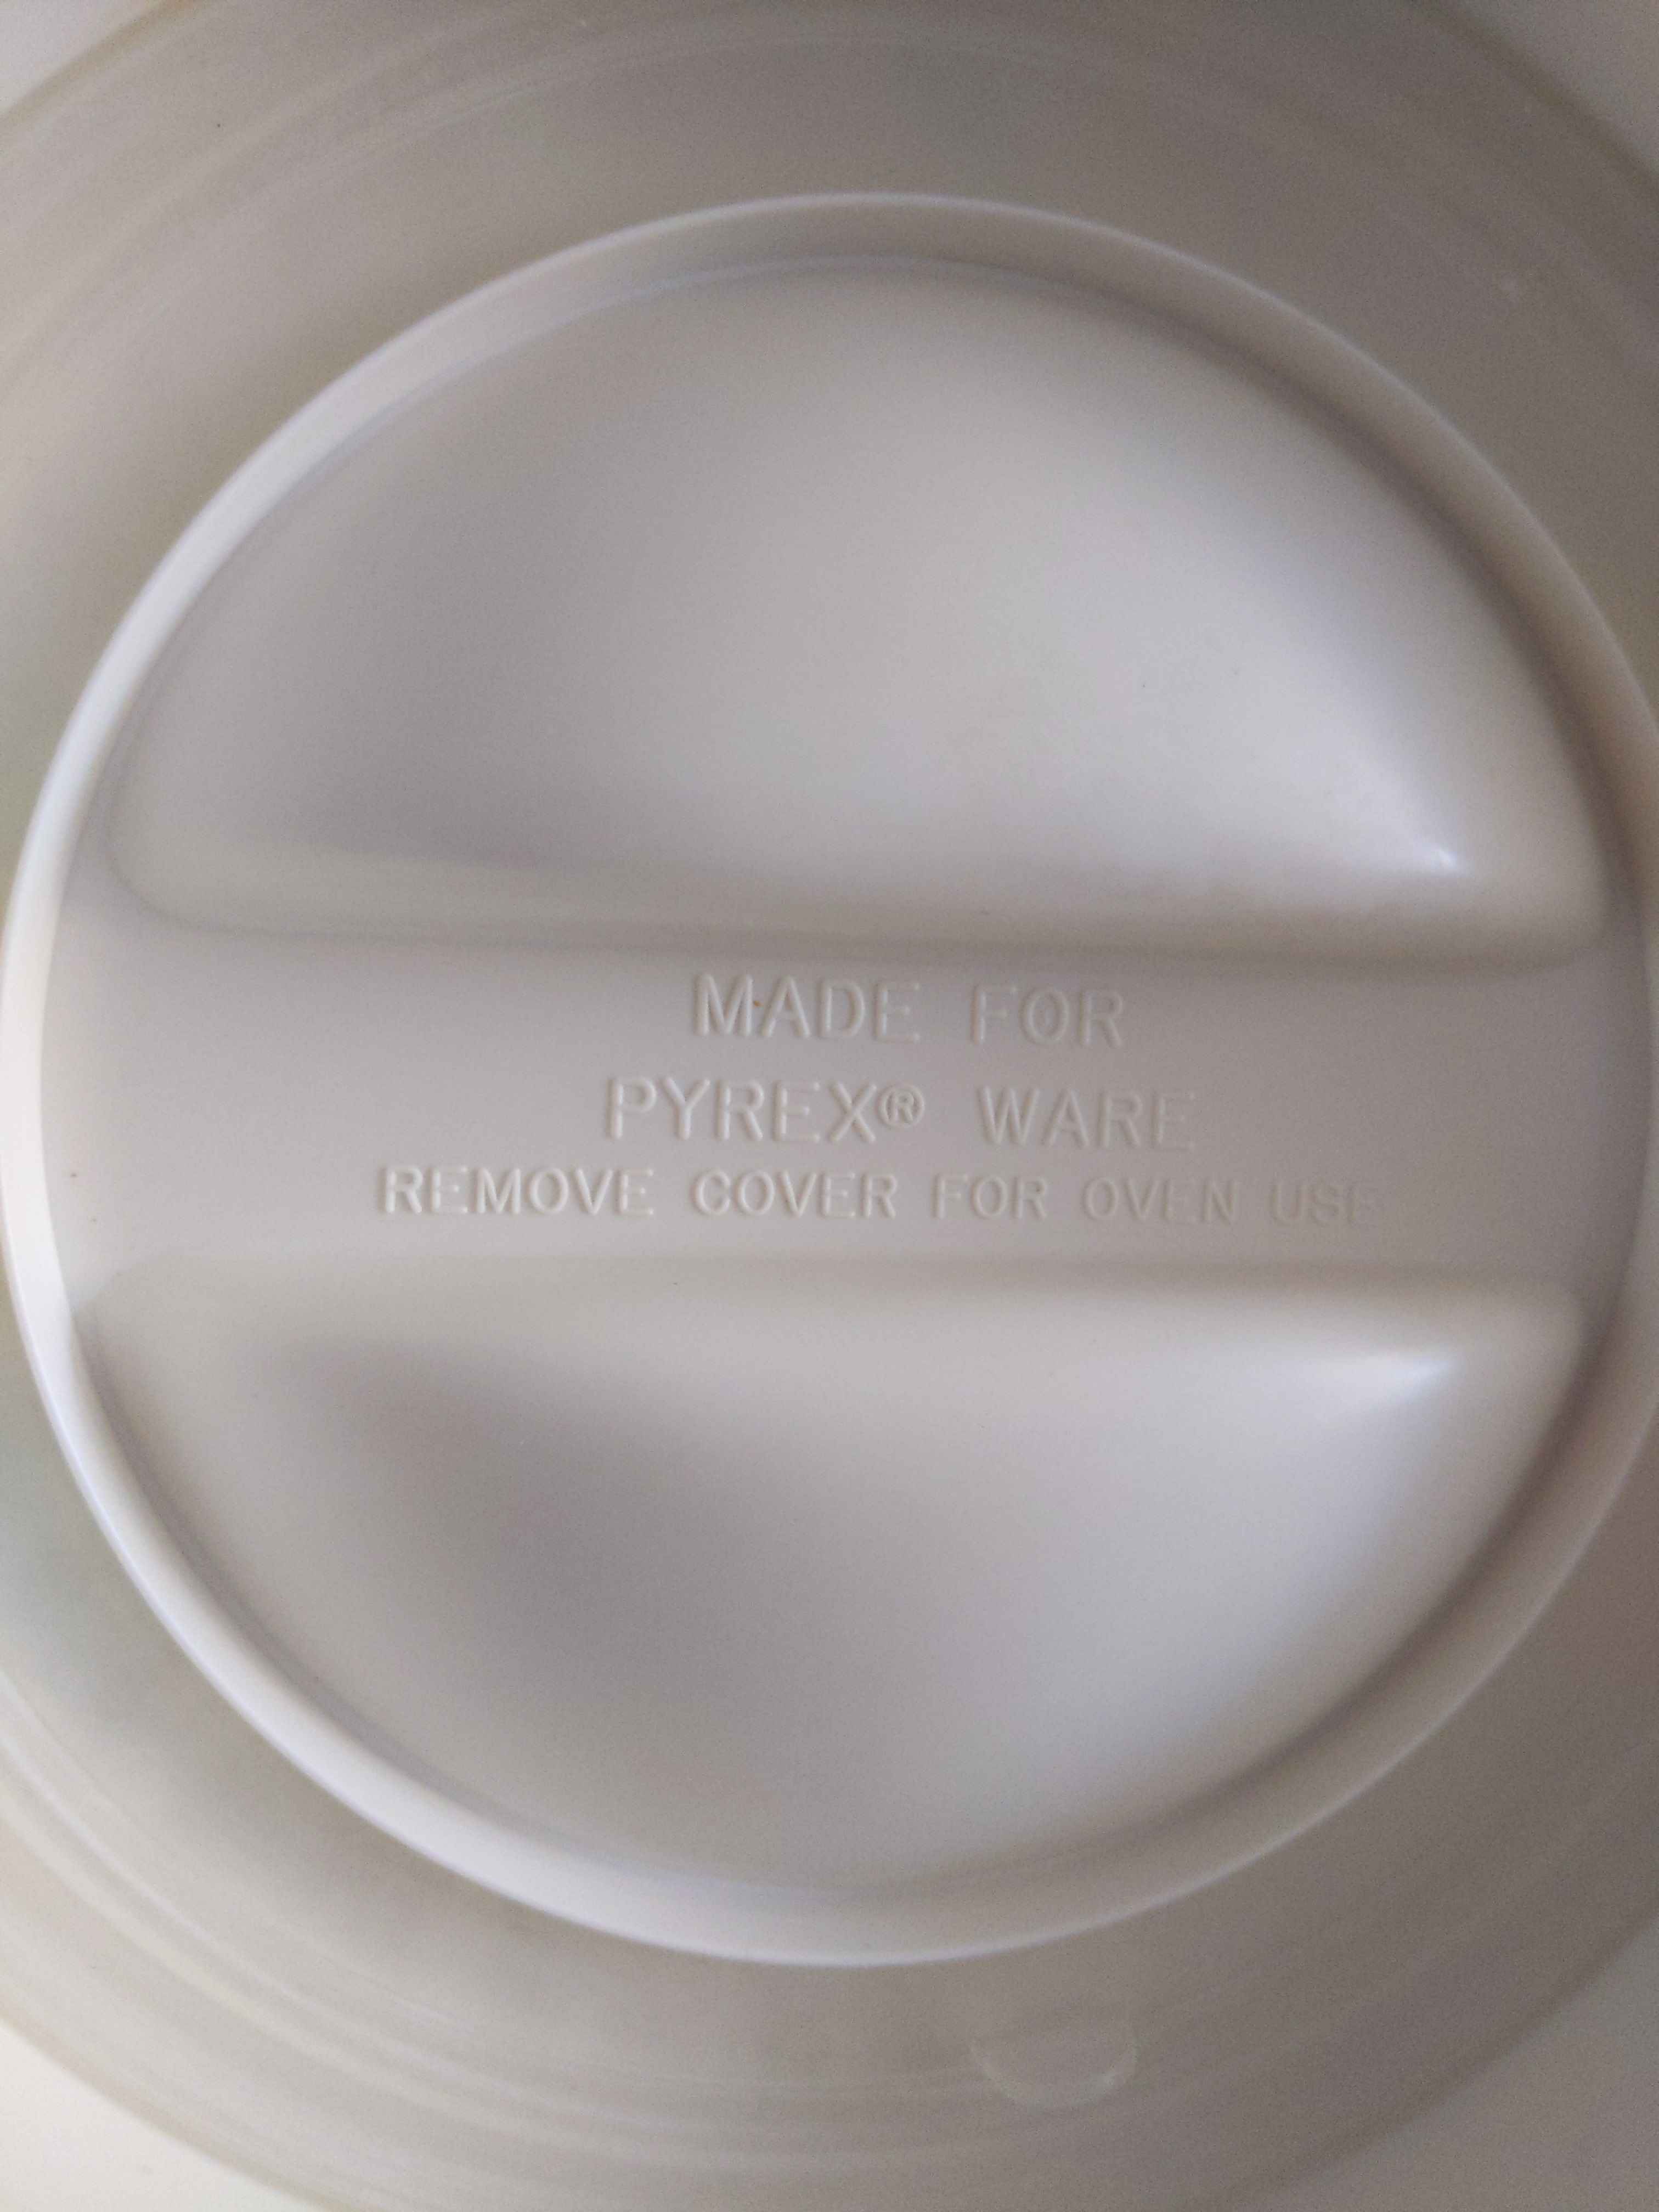 MADE FOR
PYREX® WARE
REMOVE COVER FOR OVEN USE